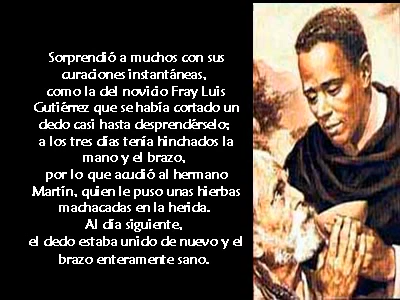 Sorprendió a muchos con sus
curaciones instantáneas,
como la del novicio Fray Luis
Gutiérrez que se había cortado un
dedo casi hasta desprendérselo;
a los tres días tenía hinchados la
mano y el brazo,
por lo que acudió al hermano
Martín, quien le puso unas hierbas
machacadas en la herida.
Al día siguiente,
el dedo estaba unido de nuevo y el
brazo enteramente sano.